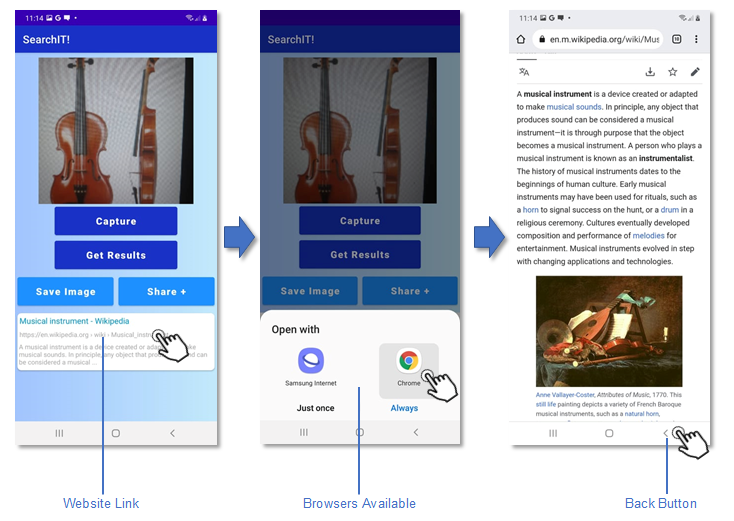 11:14
SearchIT!
Capture
Get Results
Save Image
Share +
Musical instrument - Wikipedia
https://en.wikipedia.org › wiki › Musical_inst
A musical instrument is a device created or ada
musical sounds. In principle, any object that pro nd can
be considered a musical ...
Website Link
11:14
SearchIT!
Capture
Get Results
Save Image
Share +
Open with
Samsung Internet
Chrome
Just once
Always
Browsers Available
11:14
en.m.wikipedia.org/wiki/Mus
A musical instrument is a device created or adapted
to make musical sounds. In principle, any object that
produces sound can be considered a musical
instrument—it is through purpose that the object
becomes a musical instrument. A person who plays a
musical instrument is known as an instrumentalist.
The history of musical instruments dates to the
beginnings of human culture. Early musical
instruments may have been used for rituals, such as
a horn to signal success on the hunt, or a drum in a
religious ceremony. Cultures eventually developed
composition and performance of melodies for
entertainment. Musical instruments evolved in step
with changing applications and technologies.
Anne Vallayer-Coster, Attributes of Music, 1770. This
still life painting depicts a variety of French Baroque
musical instruments, such as a natural horn,
Back Button